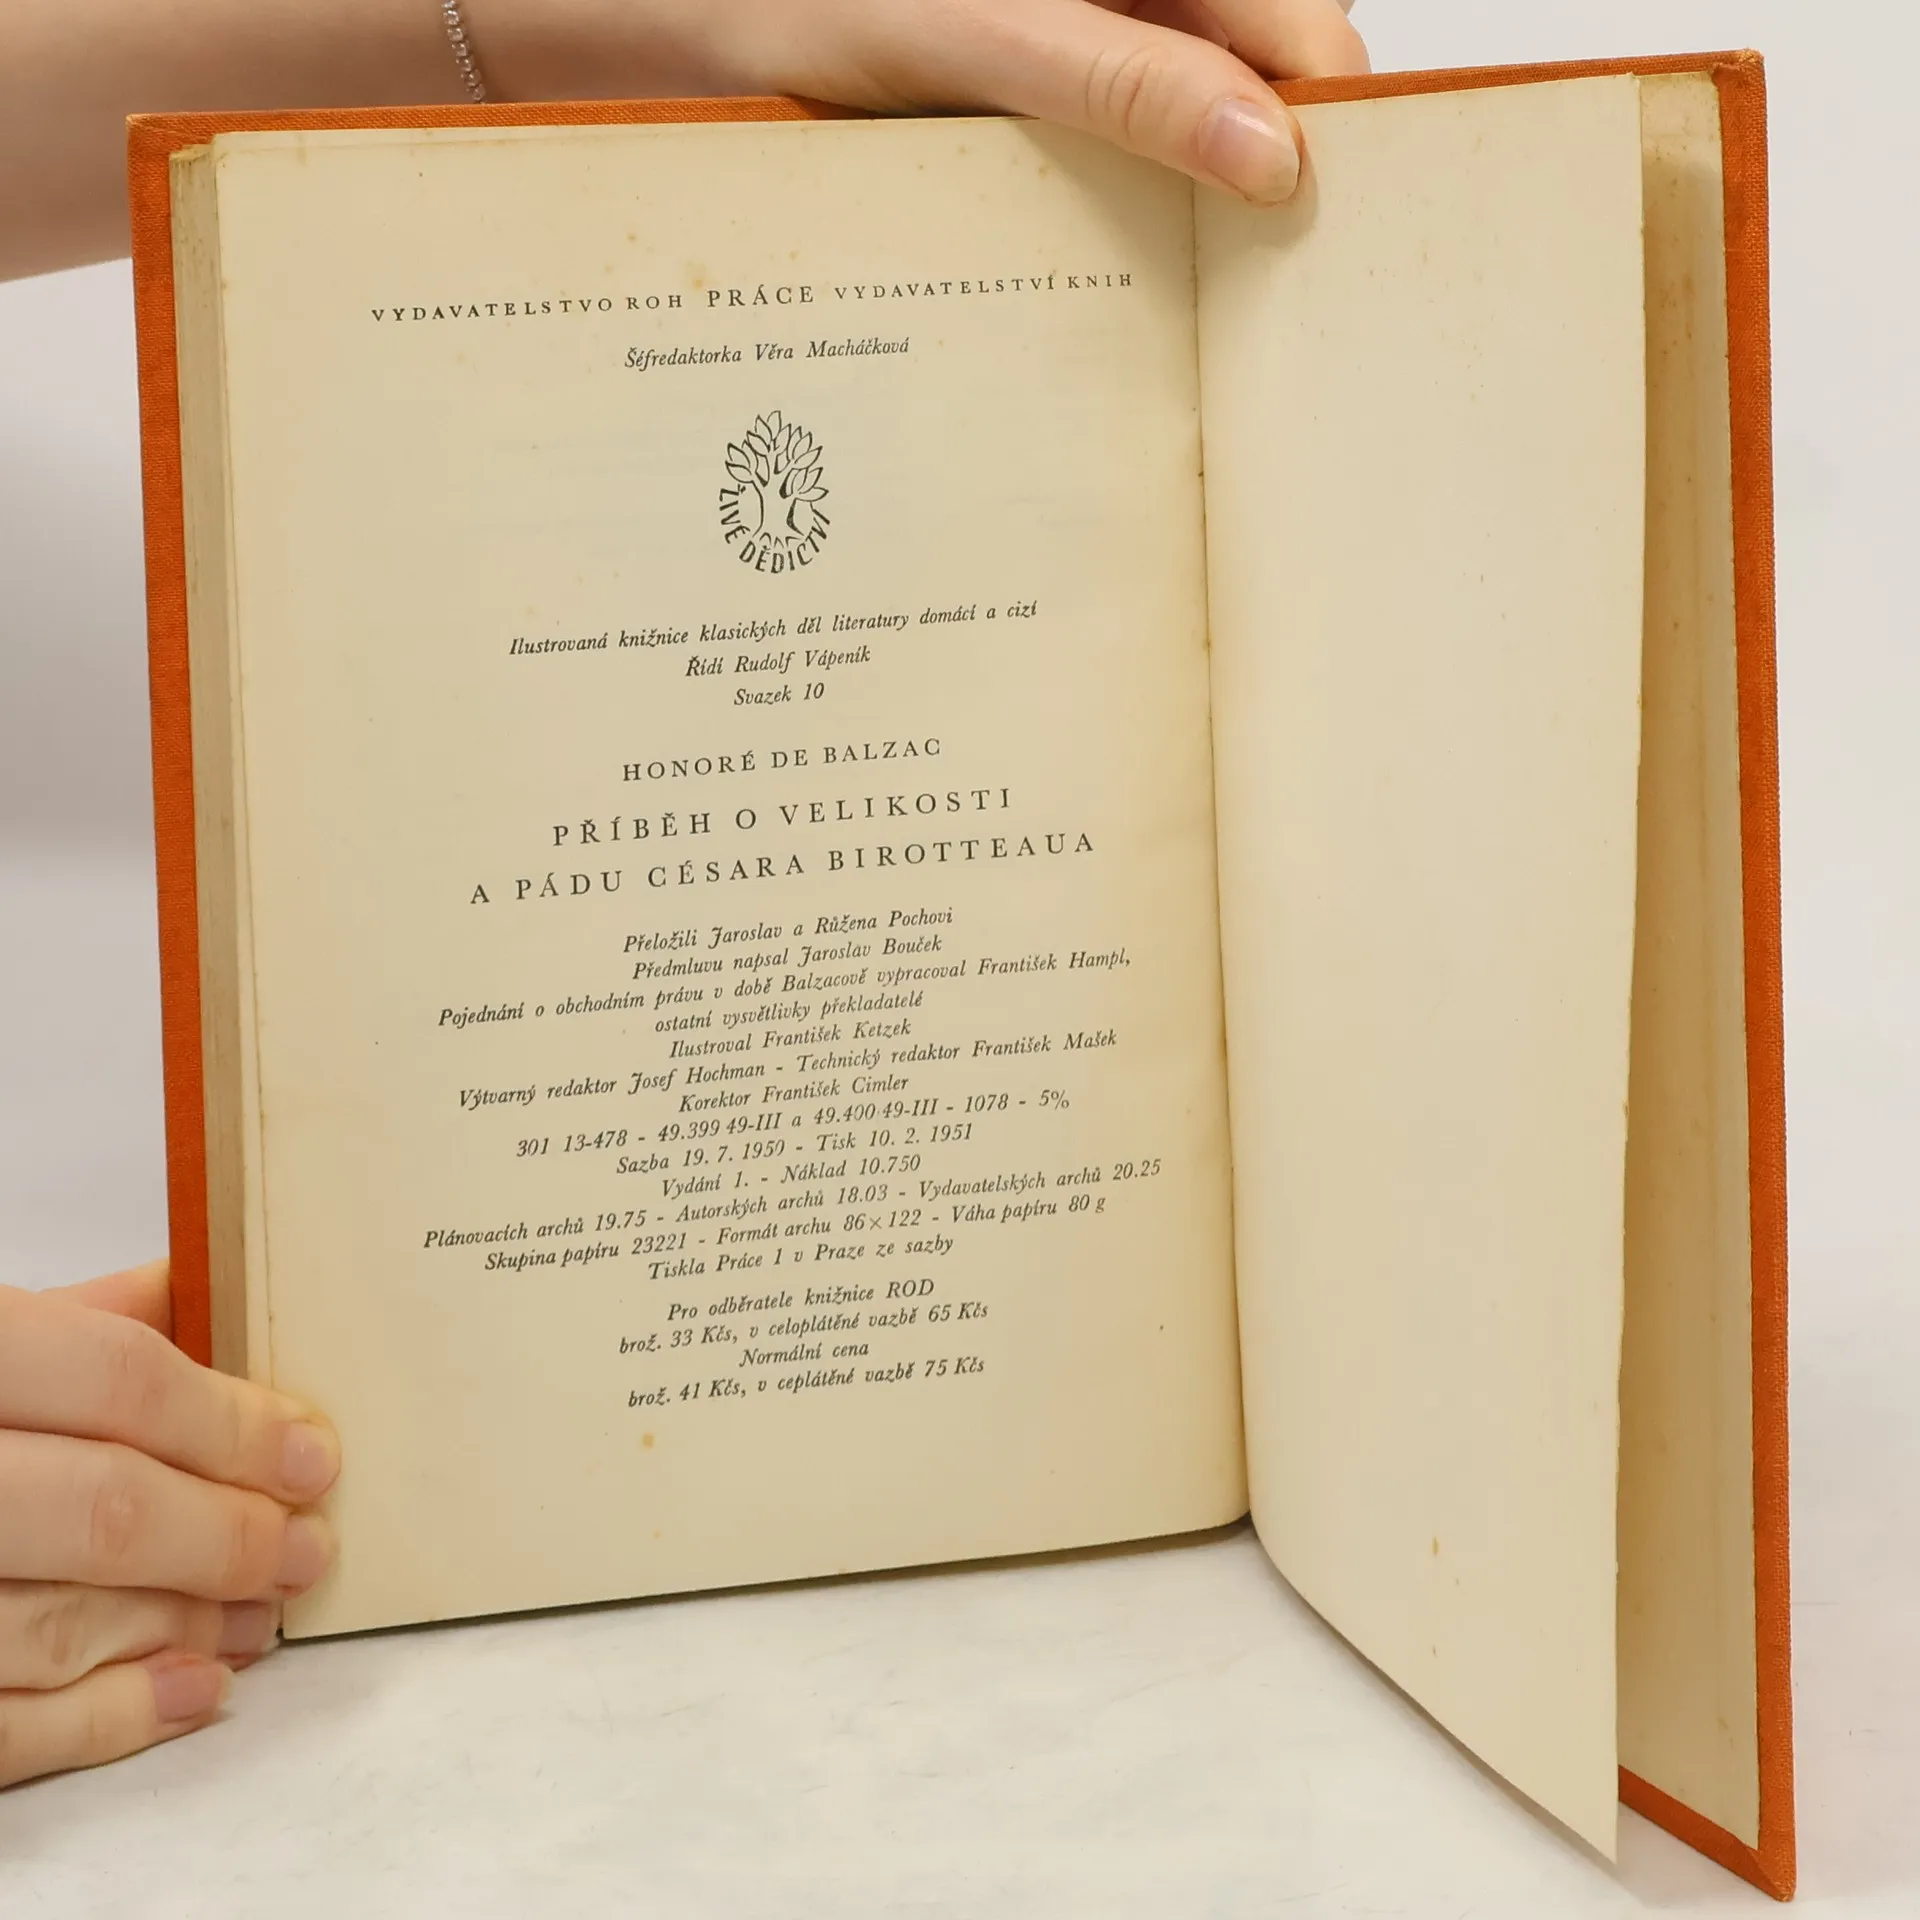 VYDAVATELSTVO ROH PRÁCE VYDAVATELSTVÍ KNIH
Šéfredaktorka Věra Macháčková
ŽIVÉ DĚDICTVÍ
Ilustrovaná knižnice klasických děl literatury domácí a cizí
Řídí Rudolf Vápeník
Svazek 10
HONORÉ DE BALZAC
PŘÍBĚH O VELIKOSTI
A PÁDU CÉSARA BIROTTEAUA
Přeložili Jaroslav a Růžena Pochovi
Předmluvu napsal Jaroslav Bouček
Pojednání o obchodním právu v době Balzacově vypracoval František Hampl,
ostatní vysvětlivky překladatelé
Ilustroval František Ketzek
Výtvarný redaktor Josef Hochman - Technický redaktor František Mašek
Korektor František Cimler
301 13-478 - 49.399 49-III a 49.400 49-III - 1078 - 5%
Sazba 19. 7. 1950 - Tisk 10. 2. 1951
Vydání 1. - Náklad 10.750
Plánovacích archů 19.75 - Autorských archů 18.03 - Vydavatelských archů 20.25
Skupina papíru 23221 - Formát archu 86×122 - Váha papíru 80 g
Tiskla Práce 1 v Praze ze sazby
Pro odběratele knižnice ROD
brož. 33 Kčs, v celoplátěné vazbě 65 Kčs
Normální cena
brož. 41 Kčs, v ceplátěné vazbě 75 Kčs